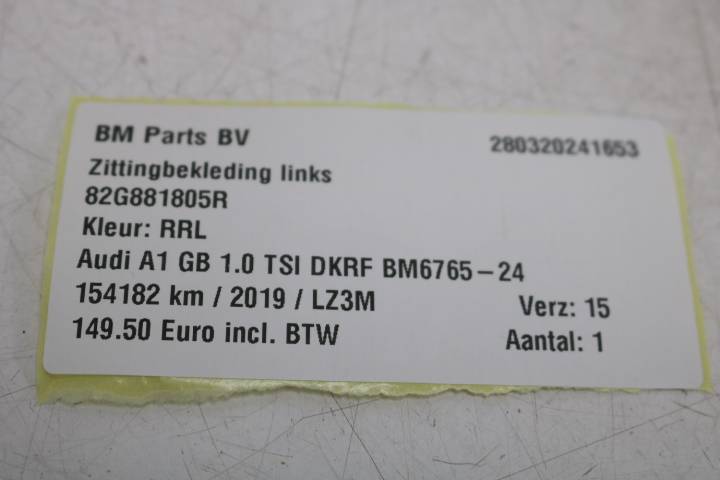 BM Parts BV 280320241653
Zittingbekleding links
82G881805R
Kleur: RRL
Audi A1 GB 1.0 TSI DKRF BM6765-24
154182 km / 2019 / LZ3M Verz: 15
149.50 Euro incl. BTW Aantal: 1